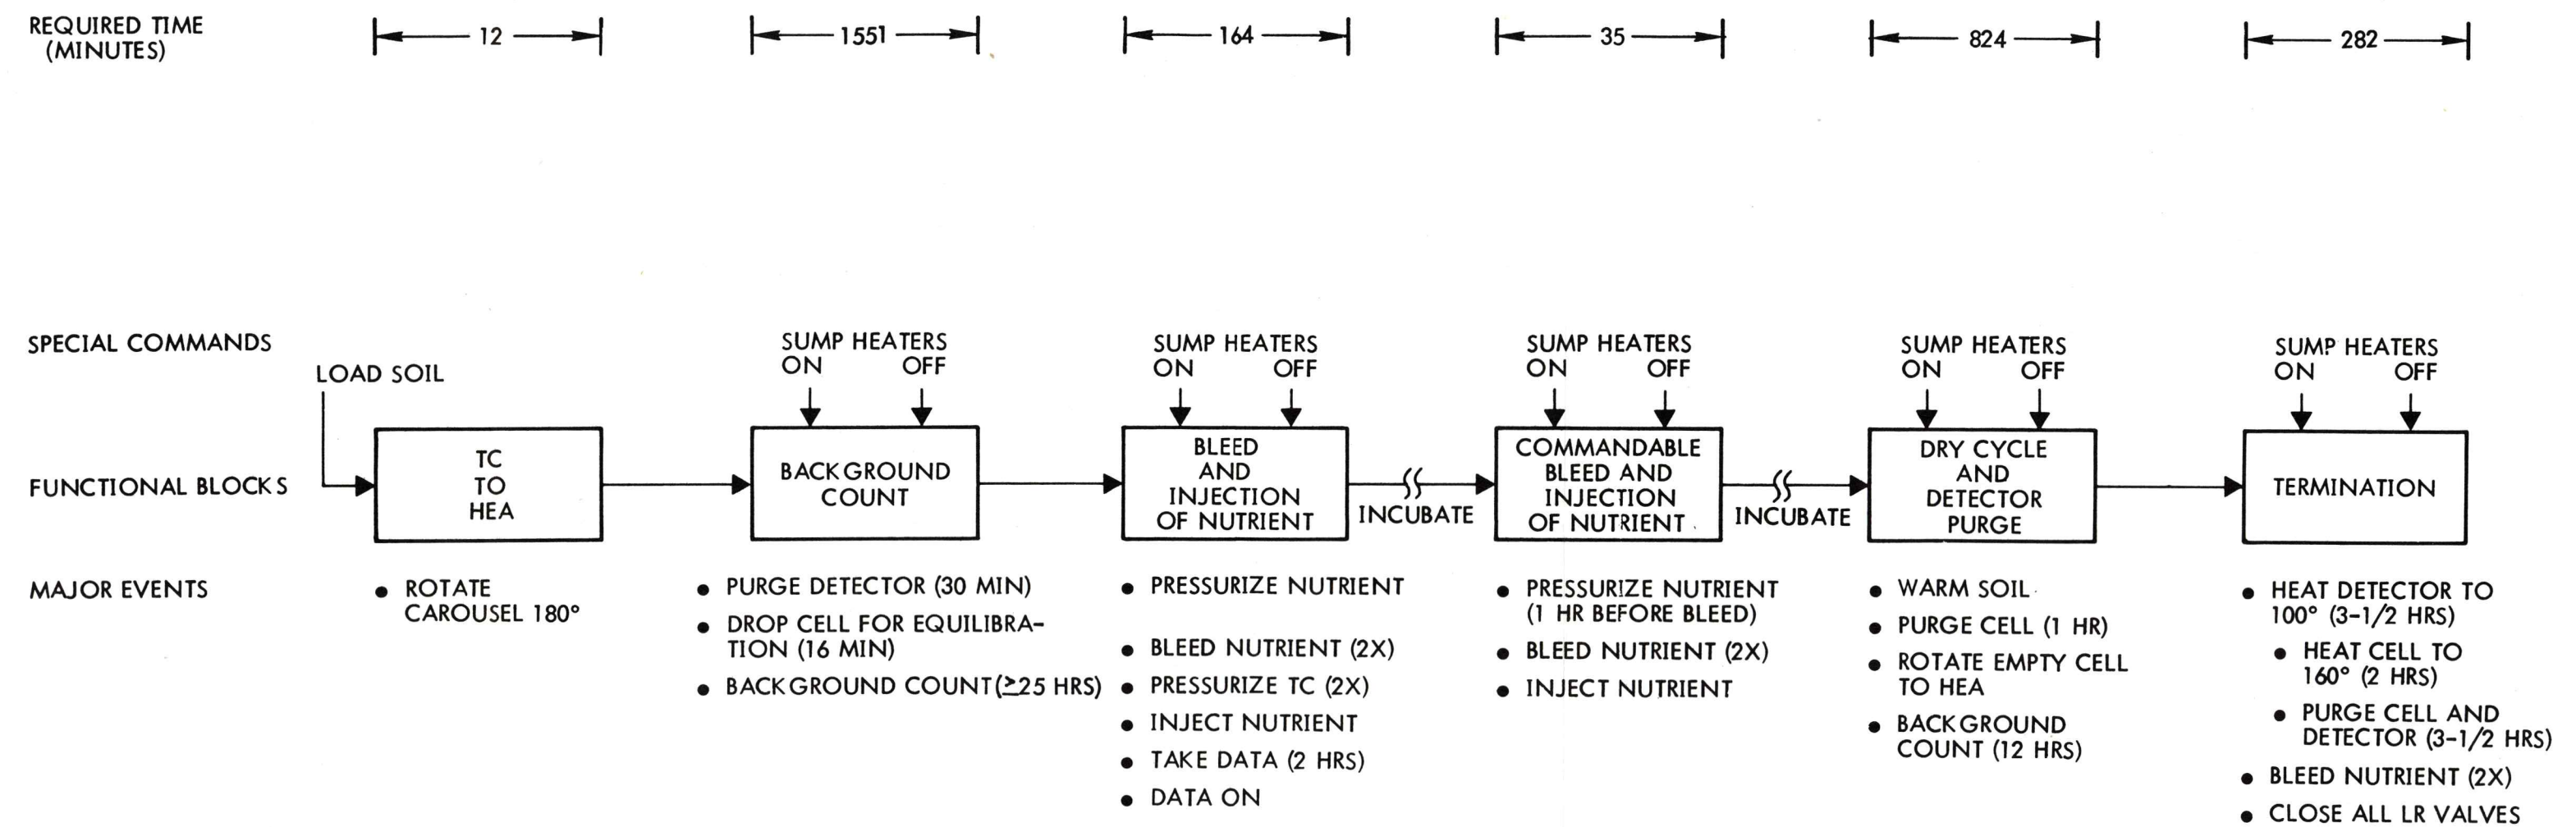 REQUIRED TIME
(MINUTES)
12
1551
164
35
824
282
SPECIAL COMMANDS
LOAD SOIL
SUMP HEATERS
ON OFF
SUMP HEATERS
ON OFF
SUMP HEATERS
ON OFF
SUMP HEATERS
ON OFF
SUMP HEATERS
ON OFF
FUNCTIONAL BLOCKS
TC
TO
HEA
BACKGROUND
COUNT
BLEED
AND
INJECTION
OF NUTRIENT
INCUBATE
COMMANDABLE
BLEED AND
INJECTION
OF NUTRIENT
INCUBATE
DRY CYCLE
AND
DETECTOR
PURGE
TERMINATION
MAJOR EVENTS
• ROTATE
CAROUSEL 180°
• PURGE DETECTOR (30 MIN)
• DROP CELL FOR EQUILIBRA-
TION (16 MIN)
• BACKGROUND COUNT (≥25 HRS)
• PRESSURIZE NUTRIENT
• BLEED NUTRIENT (2X)
• PRESSURIZE TC (2X)
• INJECT NUTRIENT
• TAKE DATA (2 HRS)
• DATA ON
• PRESSURIZE NUTRIENT
(1 HR BEFORE BLEED)
• BLEED NUTRIENT (2X)
• INJECT NUTRIENT
• WARM SOIL
• PURGE CELL (1 HR)
• ROTATE EMPTY CELL
TO HEA
• BACKGROUND
COUNT (12 HRS)
• HEAT DETECTOR TO
100° (3-1/2 HRS)
• HEAT CELL TO
160° (2 HRS)
• PURGE CELL AND
DETECTOR (3-1/2 HRS)
• BLEED NUTRIENT (2X)
• CLOSE ALL LR VALVES